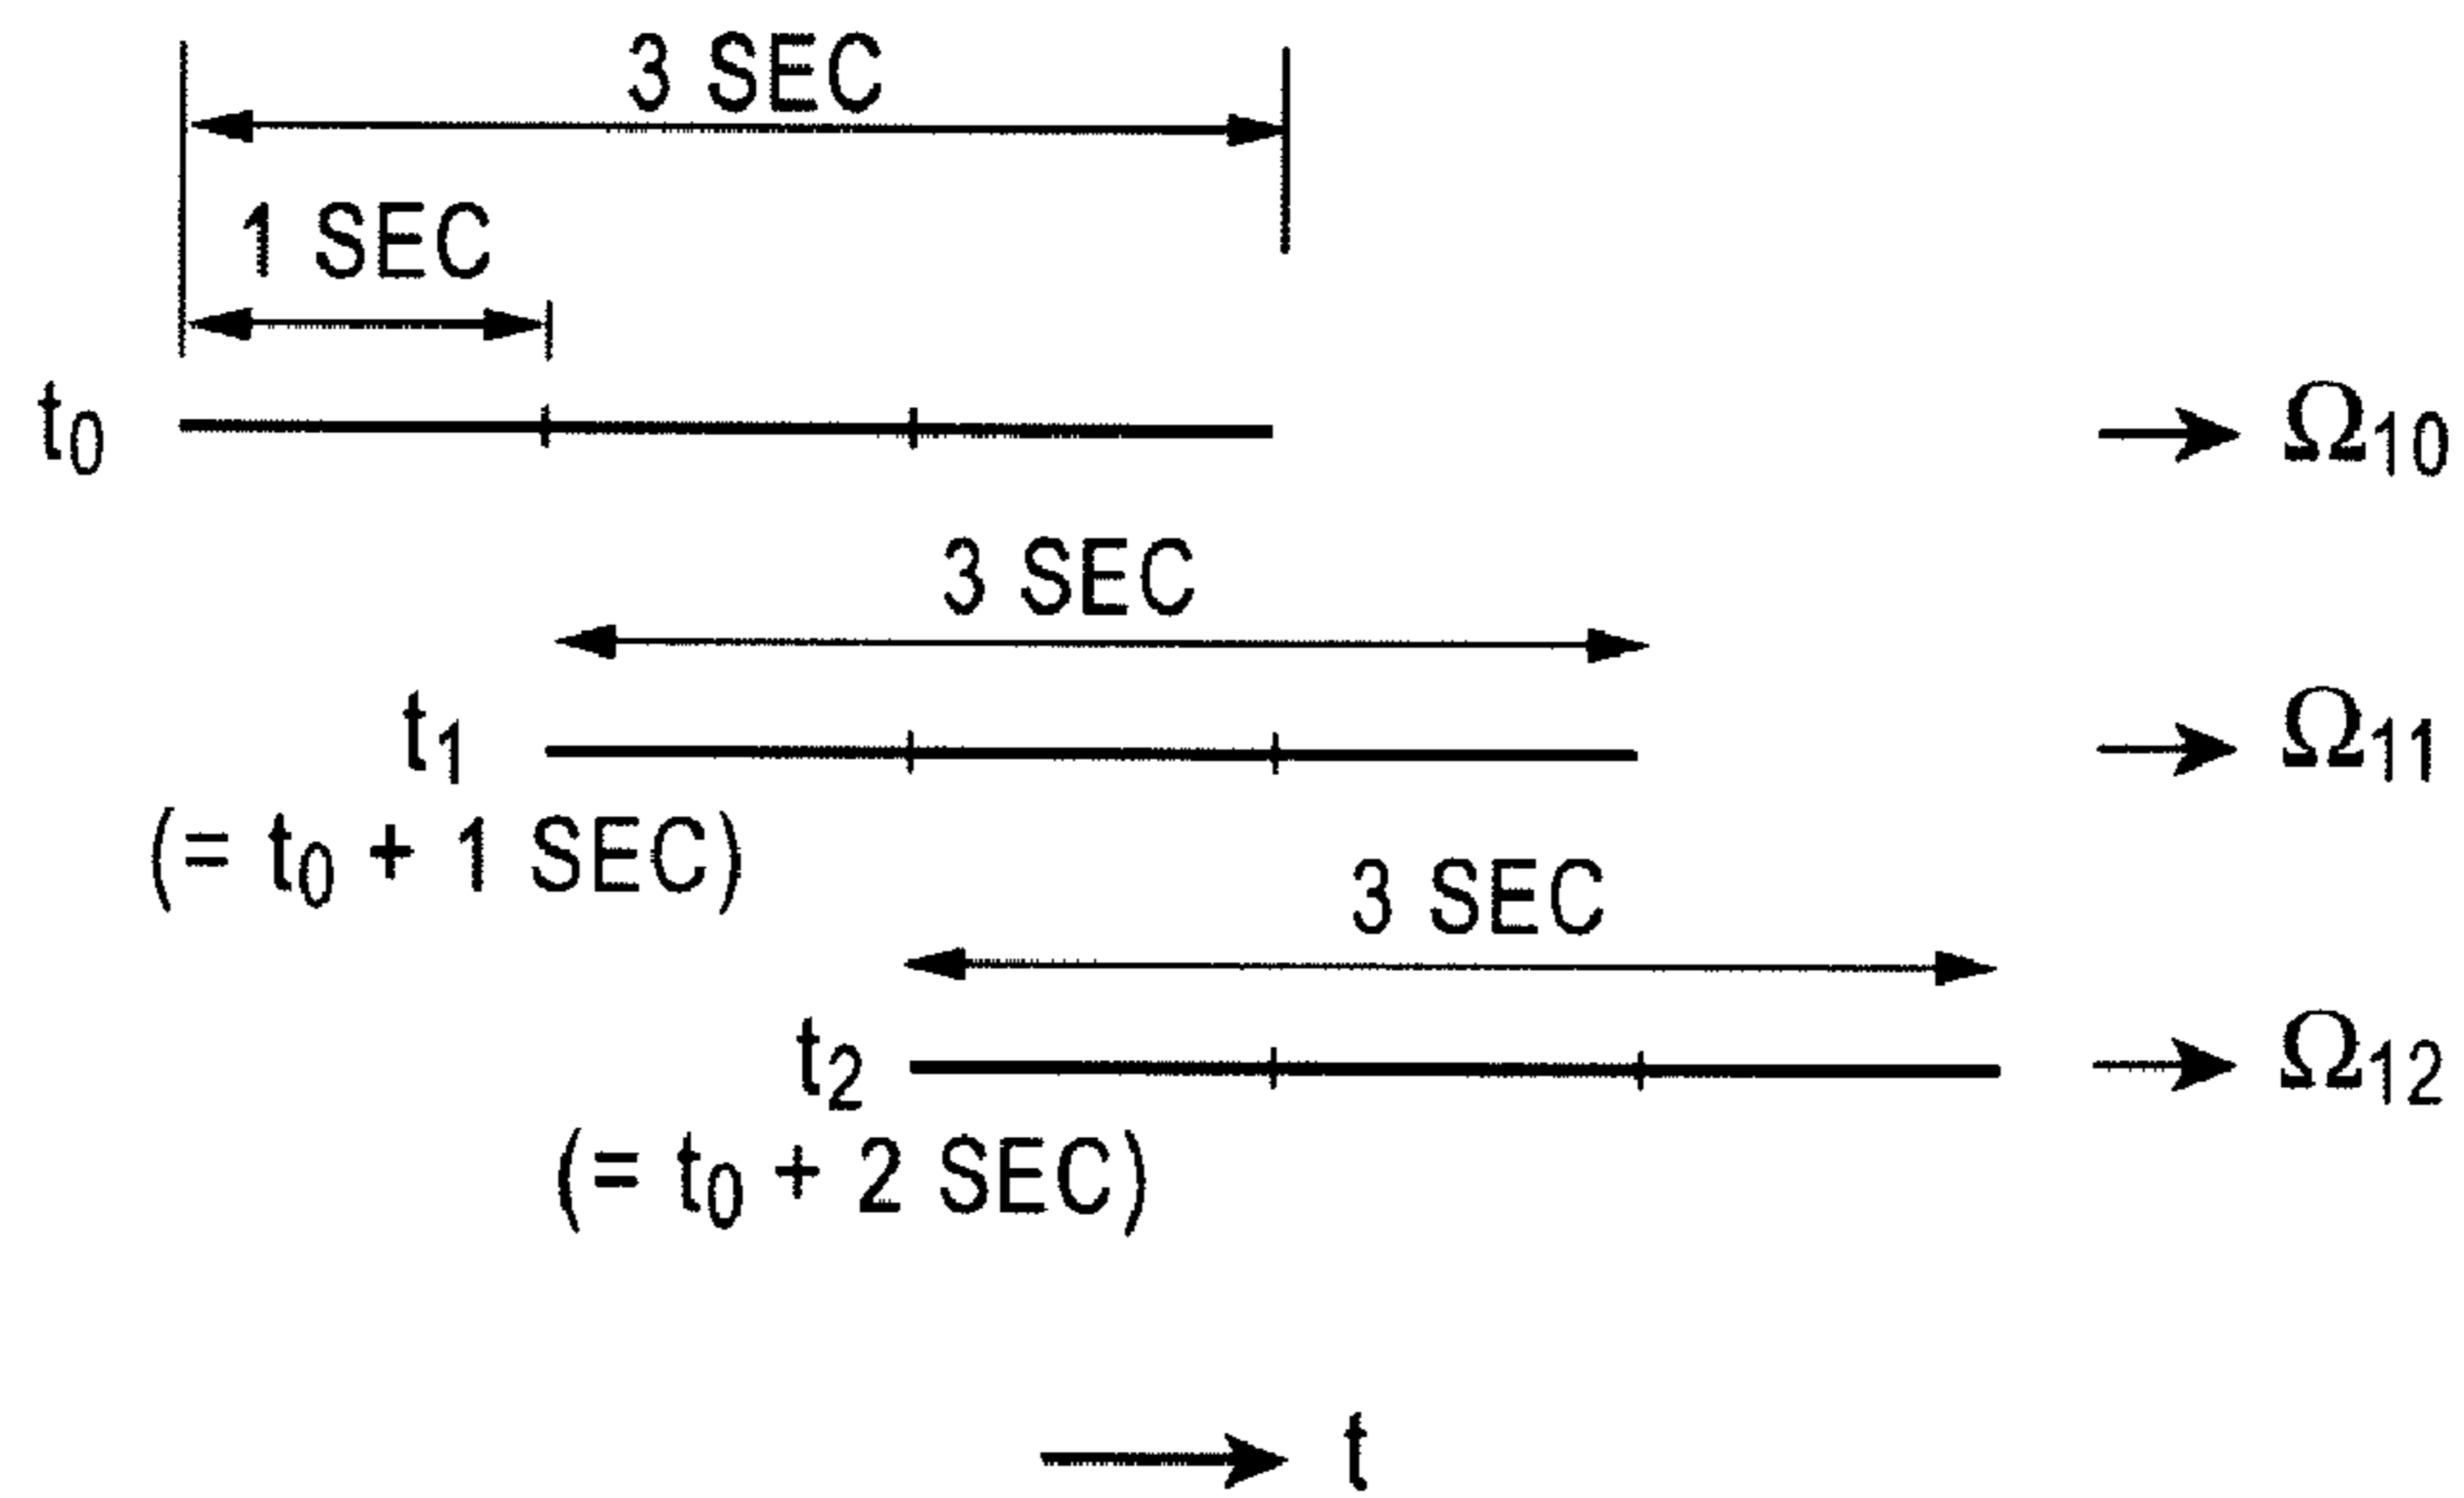 3 SEC
1 SEC
t0 Ω10
3 SEC
t1 Ω11
(= t0 + 1 SEC)
3 SEC
t2 Ω12
(= t0 + 2 SEC)
t